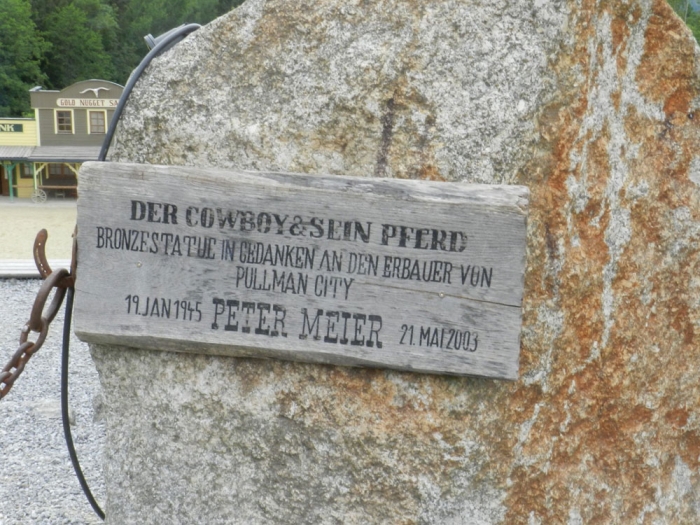 GOLD NUGGET
NK
DER COWBOY&SEIN PFERD
BRONZESTATUE IN GEDANKEN AN DEN ERBAUER VON
PULLMAN CITY
19.JAN 1945 PETER MEIER 21. MAI 2003